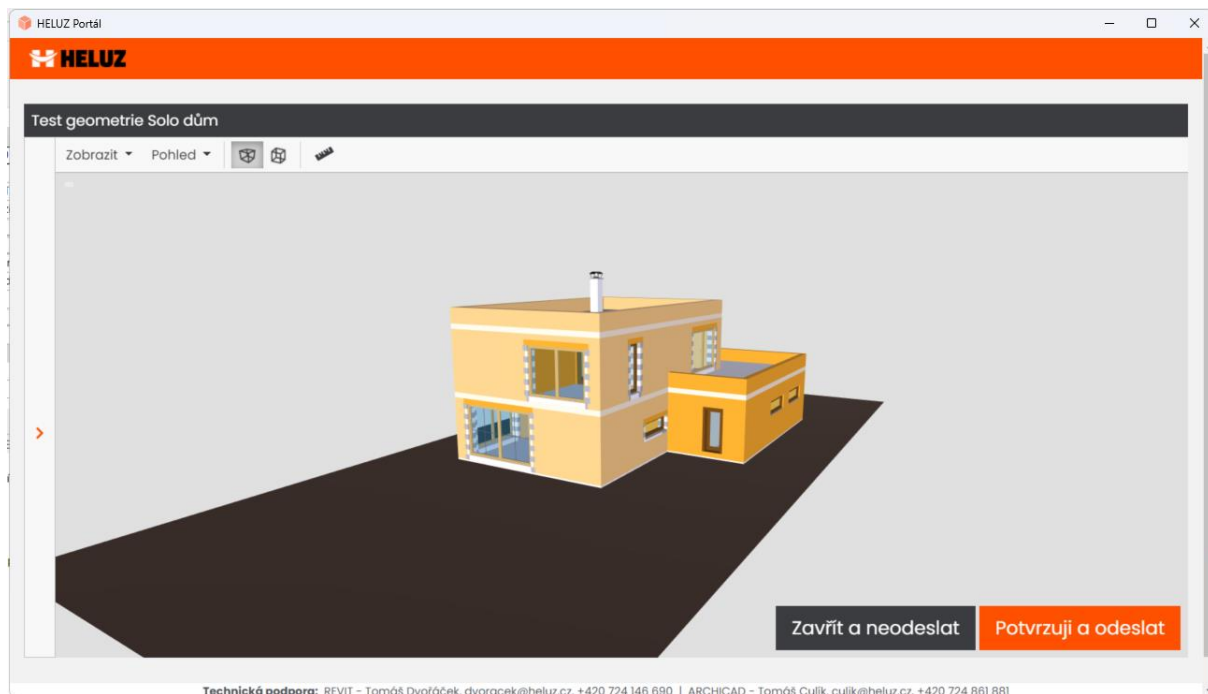 HELUZ Portál
HELUZ
Test geometrie Solo dům
Zobrazit Pohled
Zavřít a neodeslat Potvrzuji a odeslat
Technická podpora: REVIT - Tomáš Dvořáček, dvoracek@heluz.cz, +420 724 146 690 | ARCHICAD - Tomáš Culík, culik@heluz.cz, +420 724 861 881